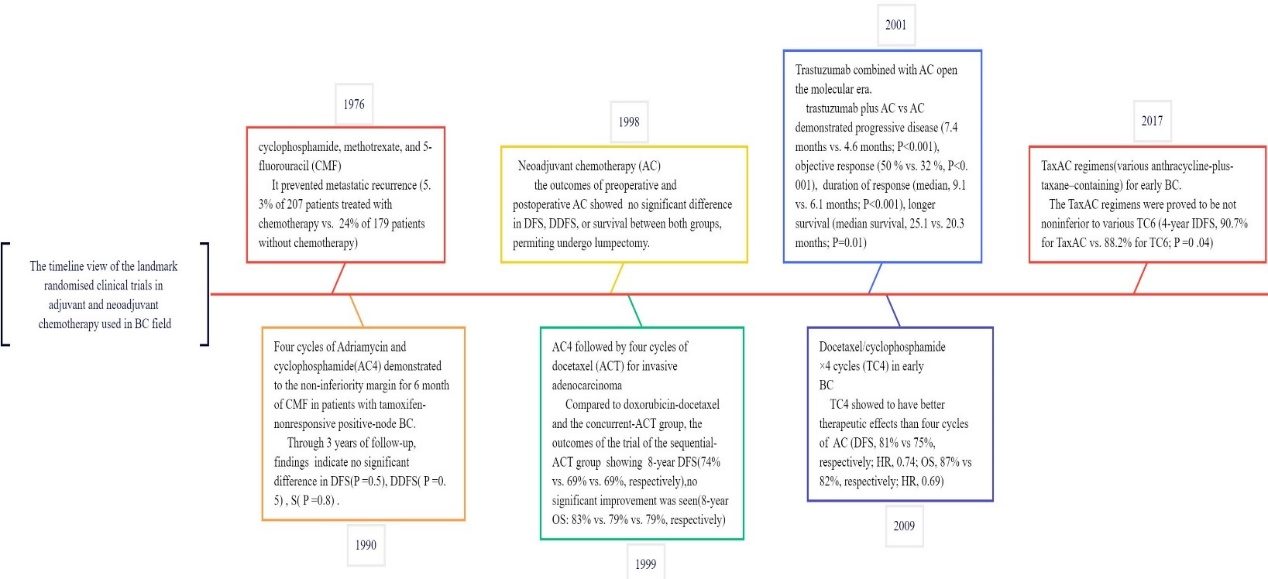 The timeline view of the landmark
randomised clinical trials in
adjuvant and neoadjuvant
chemotherapy used in BC field
1976
cyclophosphamide, methotrexate, and 5-
fluorouracil (CMF)
It prevented metastatic recurrence (5.
3% of 207 patients treated with
chemotherapy vs. 24% of 179 patients
without chemotherapy)
Four cycles of Adriamycin and
cyclophosphamide(AC4) demonstrated
to the non-inferiority margin for 6 month
of CMF in patients with tamoxifen-
nonresponsive positive-node BC.
Through 3 years of follow-up,
findings indicate no significant
difference in DFS(P =0.5), DDFS( P =0.
5) , S( P =0.8) .
1990
1998
Neoadjuvant chemotherapy (AC)
the outcomes of preoperative and
postoperative AC showed no significant difference
in DFS, DDFS, or survival between both groups,
permiting undergo lumpectomy.
AC4 followed by four cycles of
docetaxel (ACT) for invasive
adenocarcinoma
Compared to doxorubicin-docetaxel
and the concurrent-ACT group, the
outcomes of the trial of the sequential-
ACT group showing 8-year DFS(74%
vs. 69% vs. 69%, respectively),no
significant improvement was seen(8-year
OS: 83% vs. 79% vs. 79%, respectively)
1999
2001
Trastuzumab combined with AC open
the molecular era.
trastuzumab plus AC vs AC
demonstrated progressive disease (7.4
months vs. 4.6 months; P<0.001),
objective response (50 % vs. 32 %, P<0.
001), duration of response (median, 9.1
vs. 6.1 months; P<0.001), longer
survival (median survival, 25.1 vs. 20.3
months; P=0.01)
Docetaxel/cyclophosphamide
×4 cycles (TC4) in early
BC
TC4 showed to have better
therapeutic effects than four cycles
of AC (DFS, 81% vs 75%,
respectively; HR, 0.74; OS, 87% vs
82%, respectively; HR, 0.69)
2009
2017
TaxAC regimens(various anthracycline-plus-
taxane–containing) for early BC.
The TaxAC regimens were proved to be not
noninferior to various TC6 (4-year IDFS, 90.7%
for TaxAC vs. 88.2% for TC6; P =0 .04)